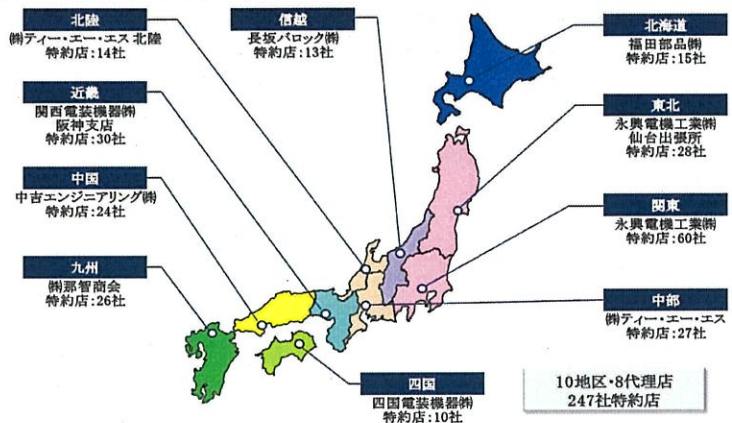 北陸
㈱ティー・エー・エス 北陸
特約店:14社
信越
長坂バロック㈱
特約店:13社
北海道
福田部品㈱
特約店:15社
近畿
関西電装機器㈱
阪神支店
特約店:30社
東北
永興電機工業㈱
仙台出張所
特約店:28社
中国
中吉エンジニアリング㈱
特約店:24社
関東
永興電機工業㈱
特約店:60社
九州
㈱那智商会
特約店:26社
中部
㈱ティー・エー・エス
特約店:27社
四国
四国電装機器㈱
特約店:10社
10地区・8代理店
247社特約店